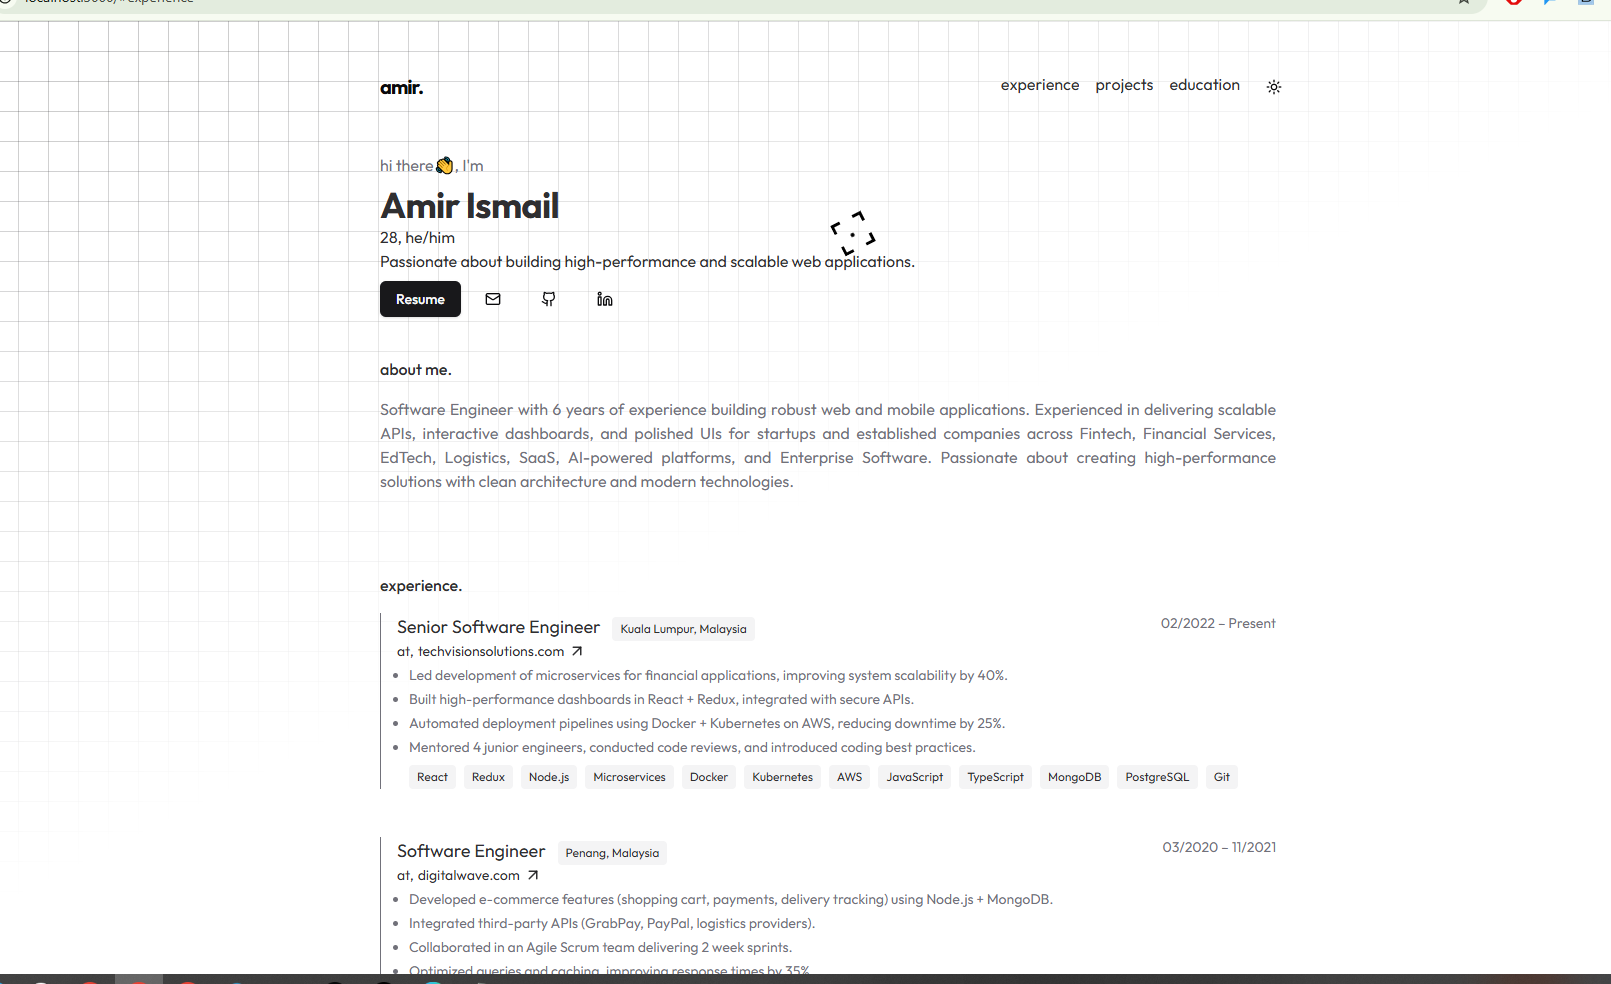 amir.
experience projects education
hi there👋, I'm
Amir Ismail
28, he/him
Passionate about building high-performance and scalable web applications.
Resume
about me.
Software Engineer with 6 years of experience building robust web and mobile applications. Experienced in delivering scalable
APIs, interactive dashboards, and polished UIs for startups and established companies across Fintech, Financial Services,
EdTech, Logistics, SaaS, AI-powered platforms, and Enterprise Software. Passionate about creating high-performance
solutions with clean architecture and modern technologies.
experience.
Senior Software Engineer Kuala Lumpur, Malaysia 02/2022 – Present
at, techvisionsolutions.com
• Led development of microservices for financial applications, improving system scalability by 40%.
• Built high-performance dashboards in React + Redux, integrated with secure APIs.
• Automated deployment pipelines using Docker + Kubernetes on AWS, reducing downtime by 25%.
• Mentored 4 junior engineers, conducted code reviews, and introduced coding best practices.
React Redux Node.js Microservices Docker Kubernetes AWS JavaScript TypeScript MongoDB PostgreSQL Git
Software Engineer Penang, Malaysia 03/2020 – 11/2021
at, digitalwave.com
• Developed e-commerce features (shopping cart, payments, delivery tracking) using Node.js + MongoDB.
• Integrated third-party APIs (GrabPay, PayPal, logistics providers).
• Collaborated in an Agile Scrum team delivering 2 week sprints.
• Optimized queries and caching, improving response times by 35%